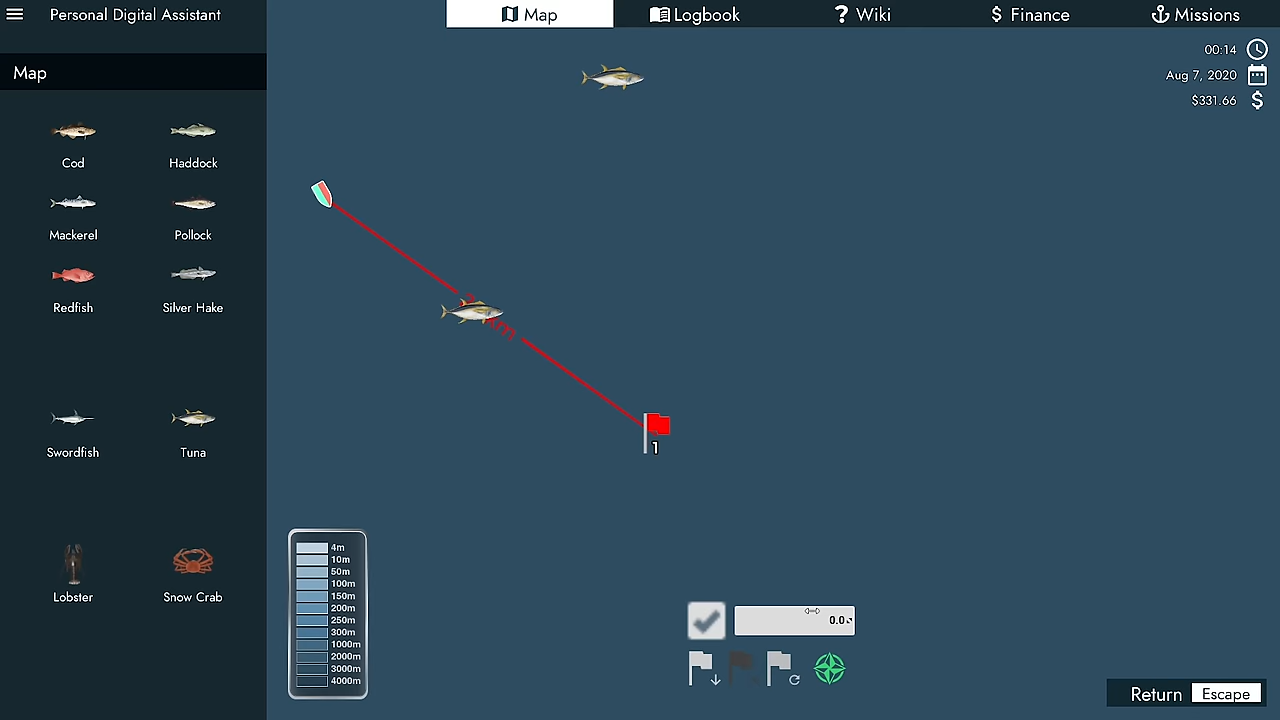 Personal Digital Assistant
Map
Logbook
? Wiki
$ Finance
Missions
Map
00:14
Aug 7, 2020
$331.66 $
Cod
Haddock
Mackerel
Pollock
Redfish
Silver Hake
Swordfish
Tuna
Lobster
Snow Crab
km
1
4m
10m
50m
100m
150m
200m
250m
300m
1000m
2000m
3000m
4000m
0.0
Return Escape